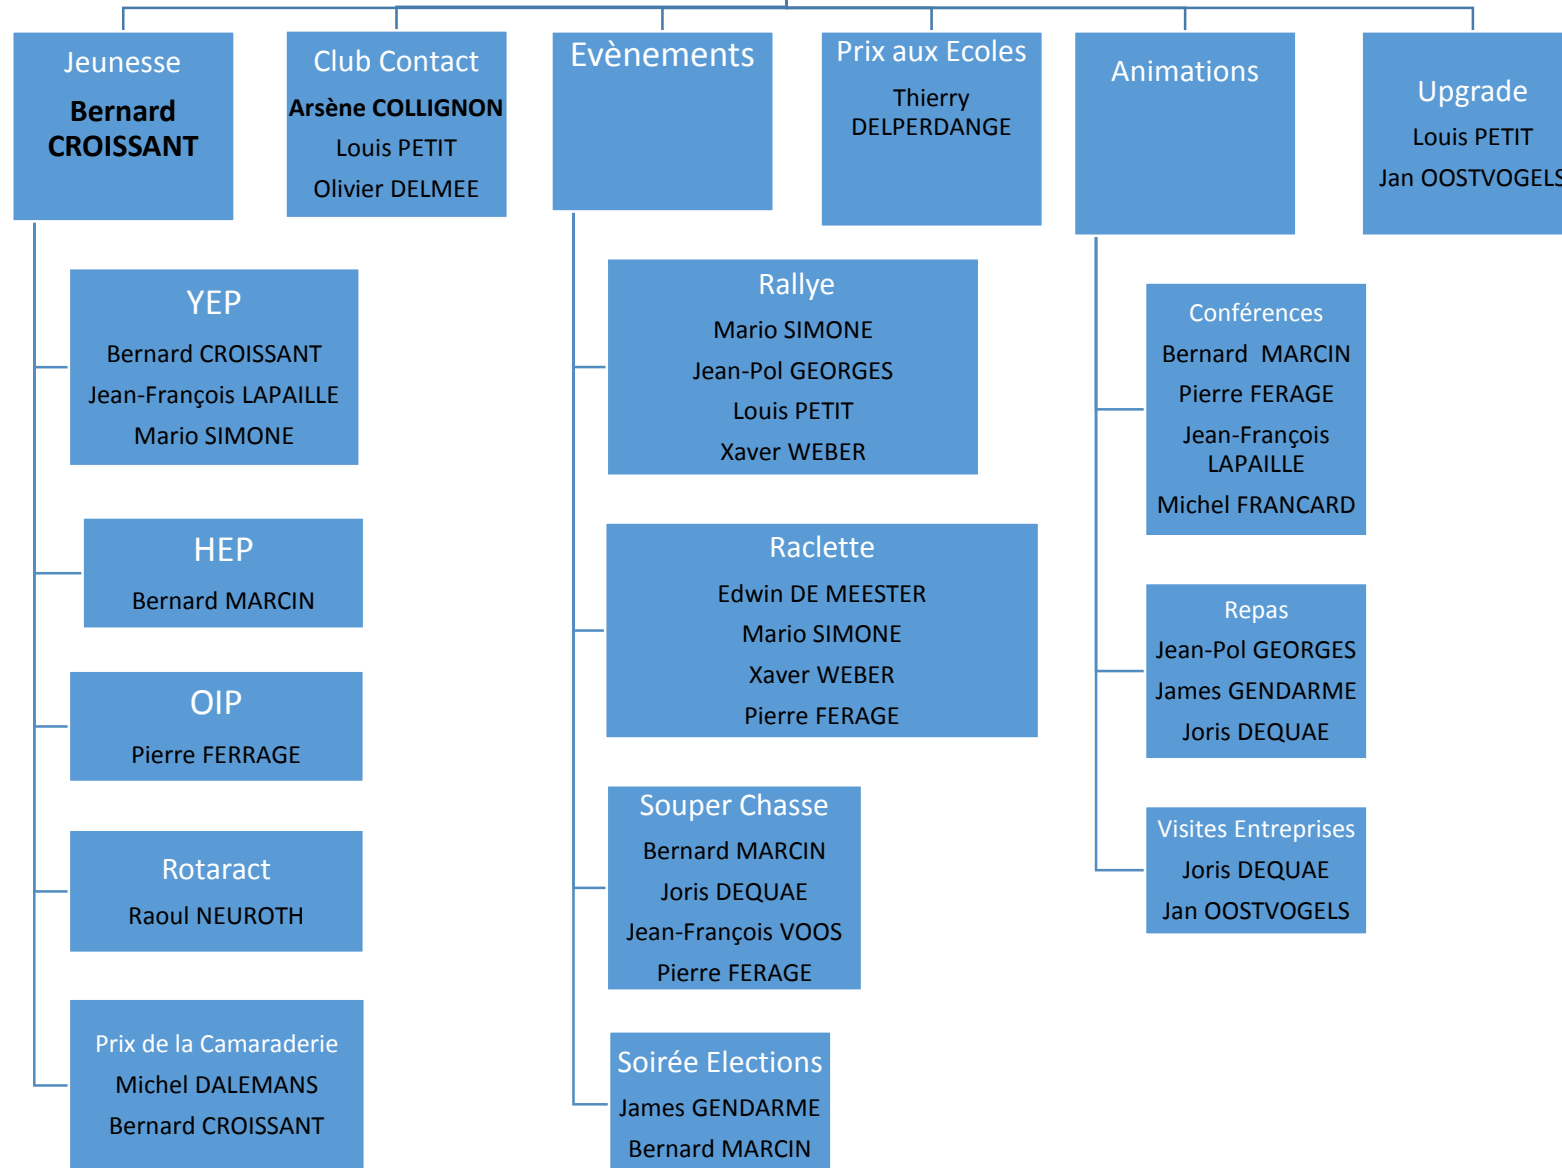 Jeunesse
Bernard
CROISSANT
Club Contact
Arsène COLLIGNON
Louis PETIT
Olivier DELMEE
Evènements
Prix aux Ecoles
Thierry
DELPERDANGE
Animations
Upgrade
Louis PETIT
Jan OOSTVOGELS
YEP
Bernard CROISSANT
Jean-François LAPAILLE
Mario SIMONE
HEP
Bernard MARCIN
OIP
Pierre FERRAGE
Rotaract
Raoul NEUROTH
Prix de la Camaraderie
Michel DALEMANS
Bernard CROISSANT
Rallye
Mario SIMONE
Jean-Pol GEORGES
Louis PETIT
Xaver WEBER
Raclette
Edwin DE MEESTER
Mario SIMONE
Xaver WEBER
Pierre FERAGE
Souper Chasse
Bernard MARCIN
Joris DEQUAE
Jean-François VOOS
Pierre FERAGE
Soirée Elections
James GENDARME
Bernard MARCIN
Conférences
Bernard MARCIN
Pierre FERAGE
Jean-François
LAPAILLE
Michel FRANCARD
Repas
Jean-Pol GEORGES
James GENDARME
Joris DEQUAE
Visites Entreprises
Joris DEQUAE
Jan OOSTVOGELS